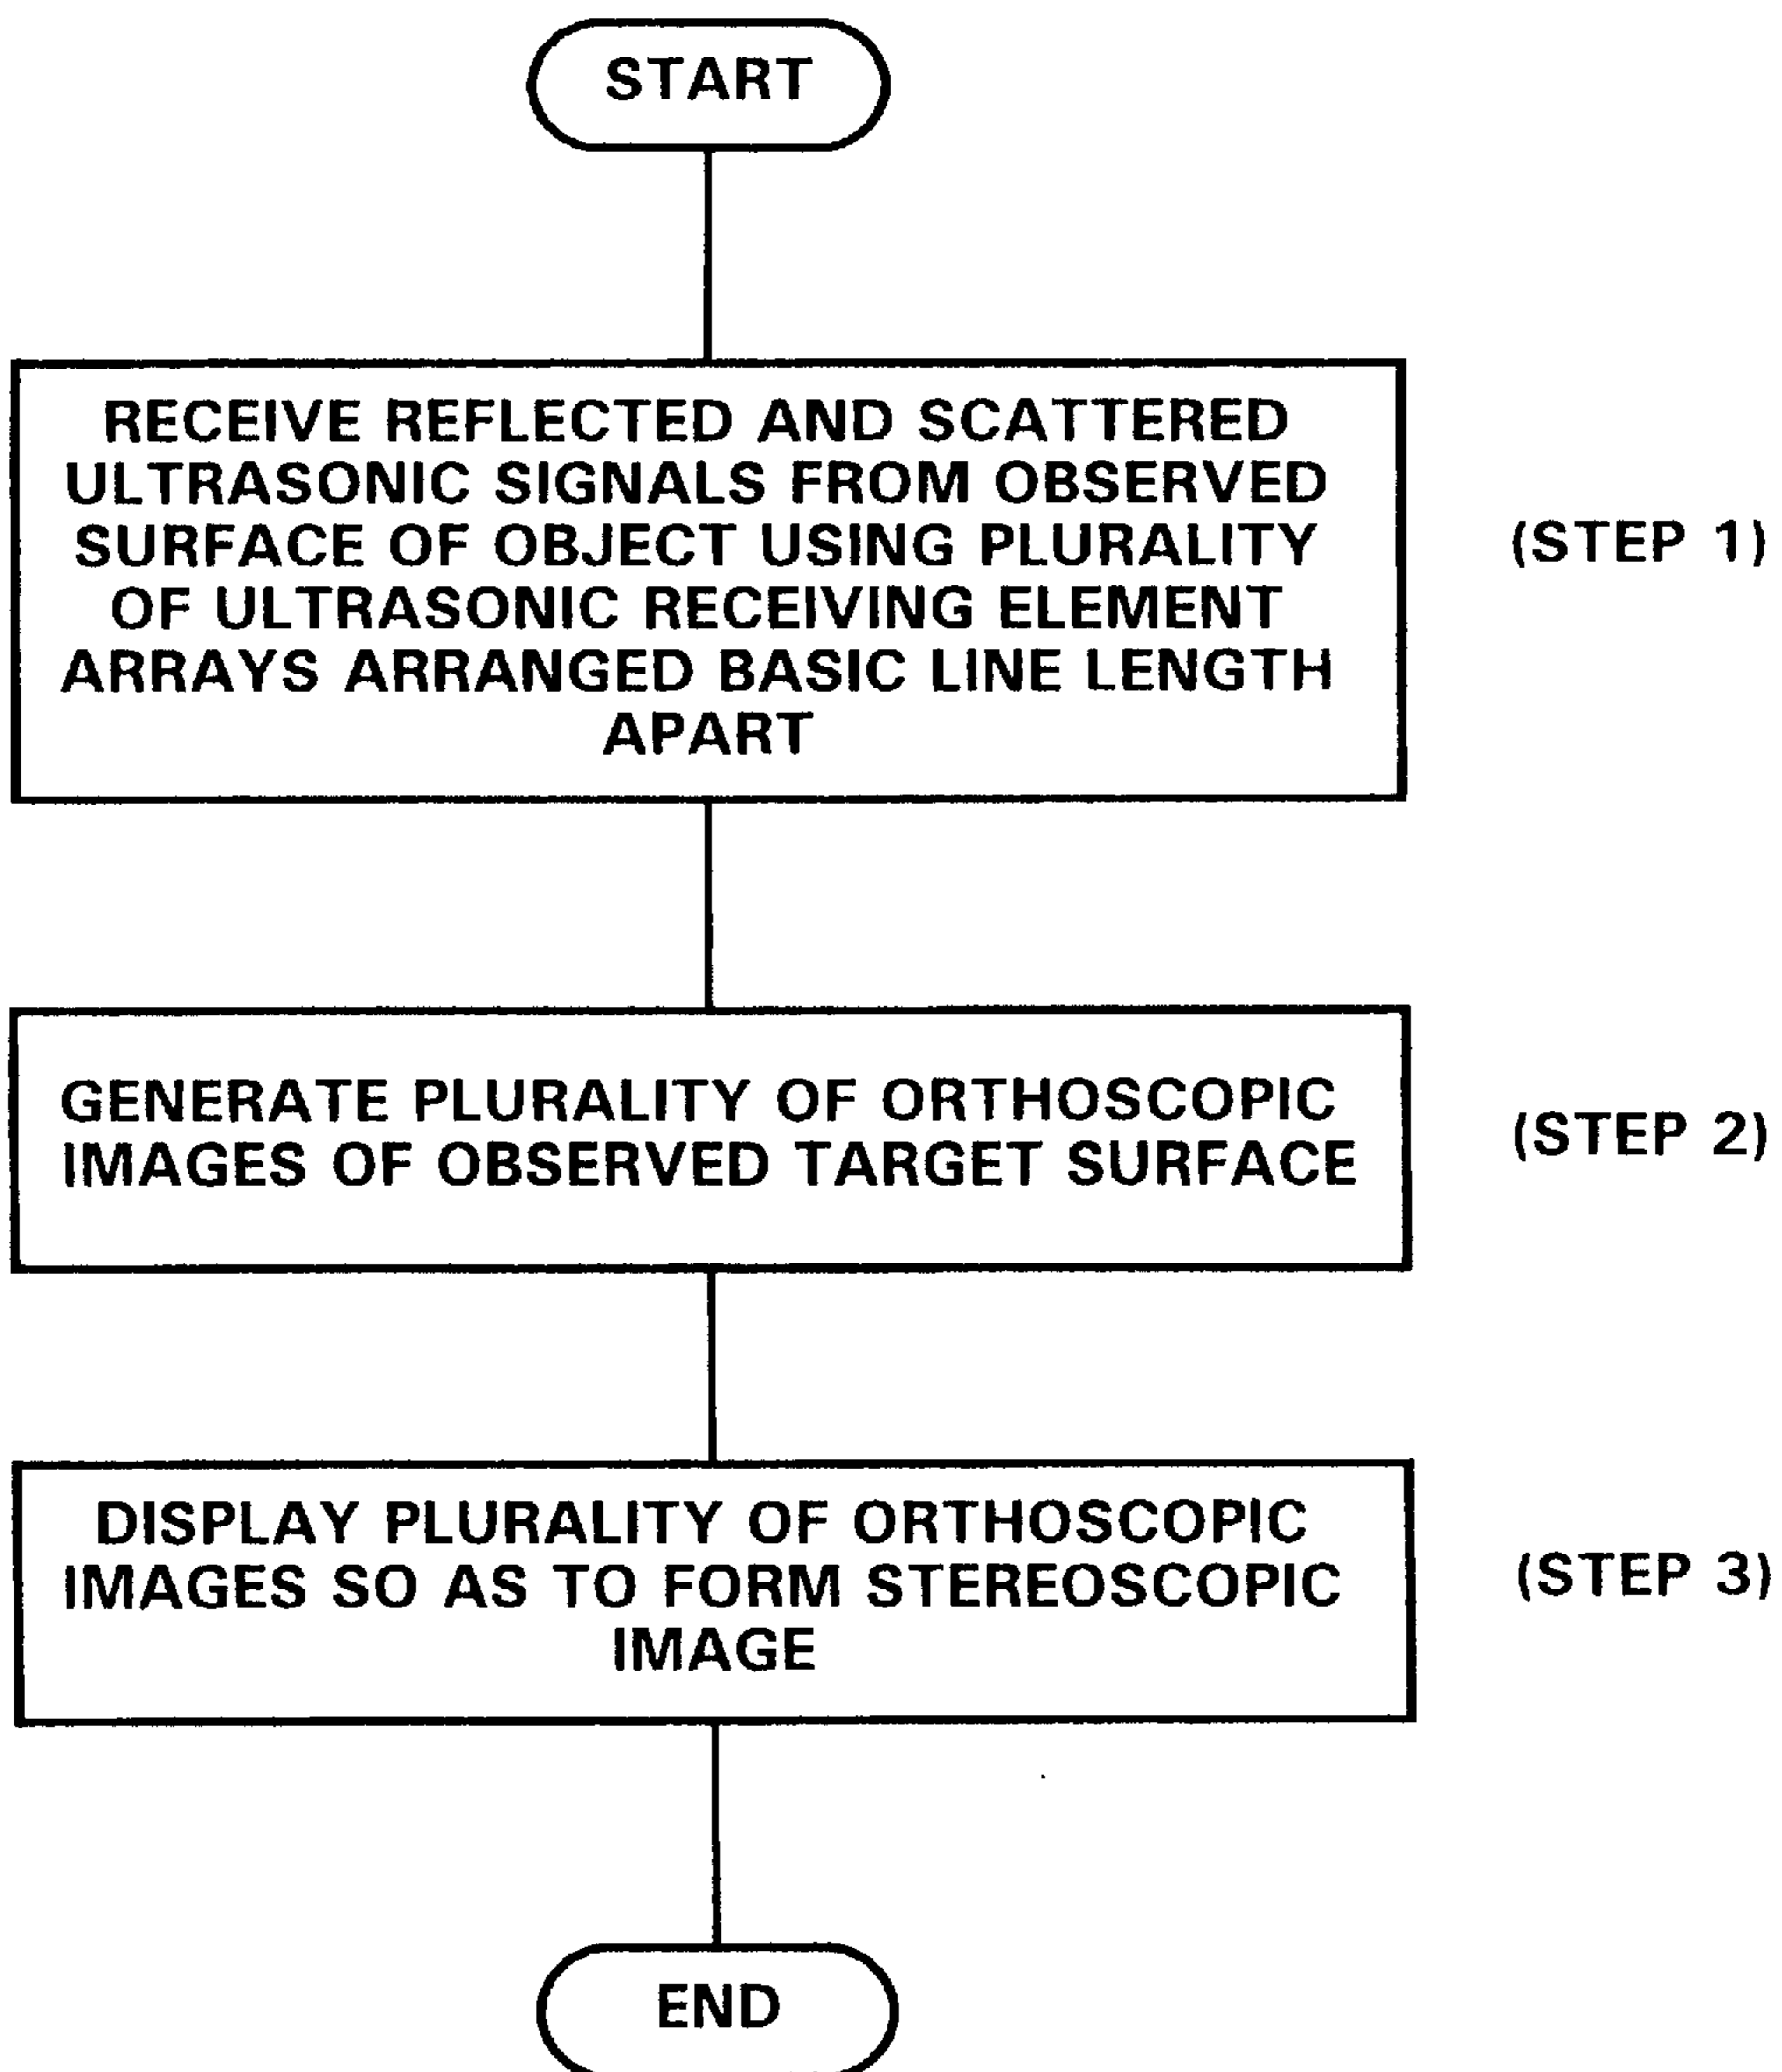 START
RECEIVE REFLECTED AND SCATTERED
ULTRASONIC SIGNALS FROM OBSERVED
SURFACE OF OBJECT USING PLURALITY
OF ULTRASONIC RECEIVING ELEMENT
ARRAYS ARRANGED BASIC LINE LENGTH
APART
(STEP 1)
GENERATE PLURALITY OF ORTHOSCOPIC
IMAGES OF OBSERVED TARGET SURFACE
(STEP 2)
DISPLAY PLURALITY OF ORTHOSCOPIC
IMAGES SO AS TO FORM STEREOSCOPIC
IMAGE
(STEP 3)
END